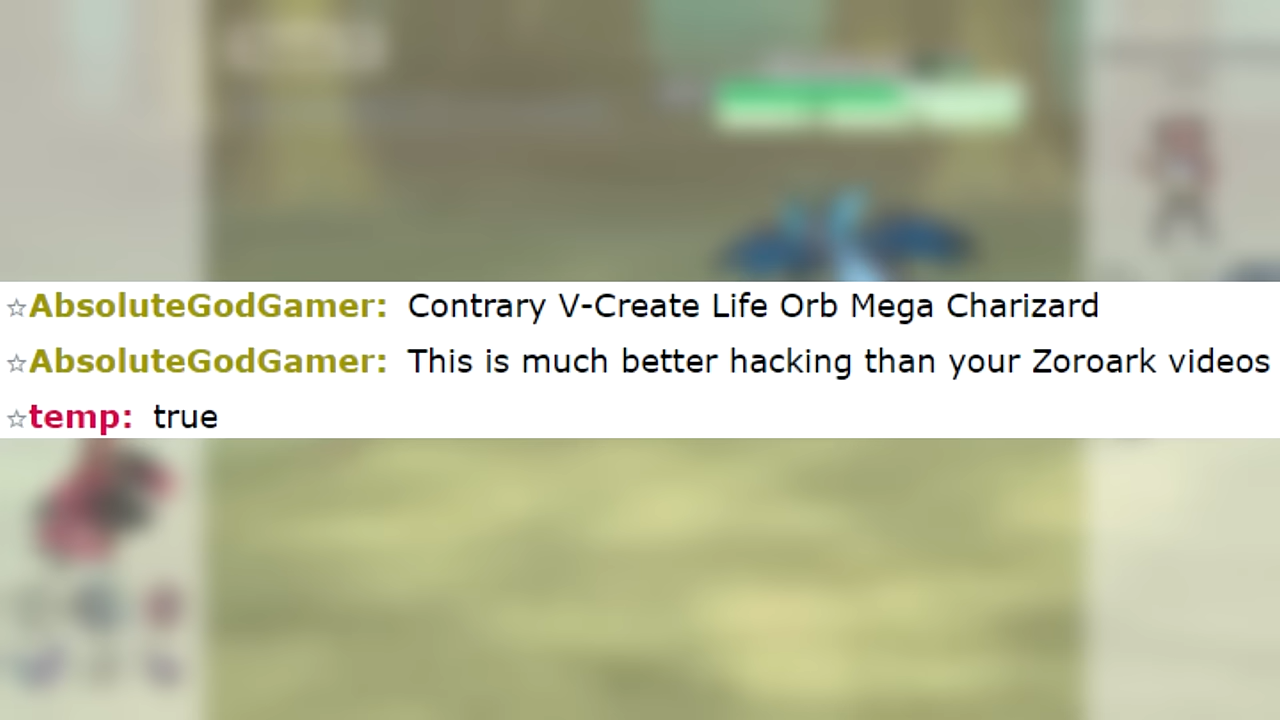 ☆AbsoluteGodGamer: Contrary V-Create Life Orb Mega Charizard
☆AbsoluteGodGamer: This is much better hacking than your Zoroark videos
☆temp: true